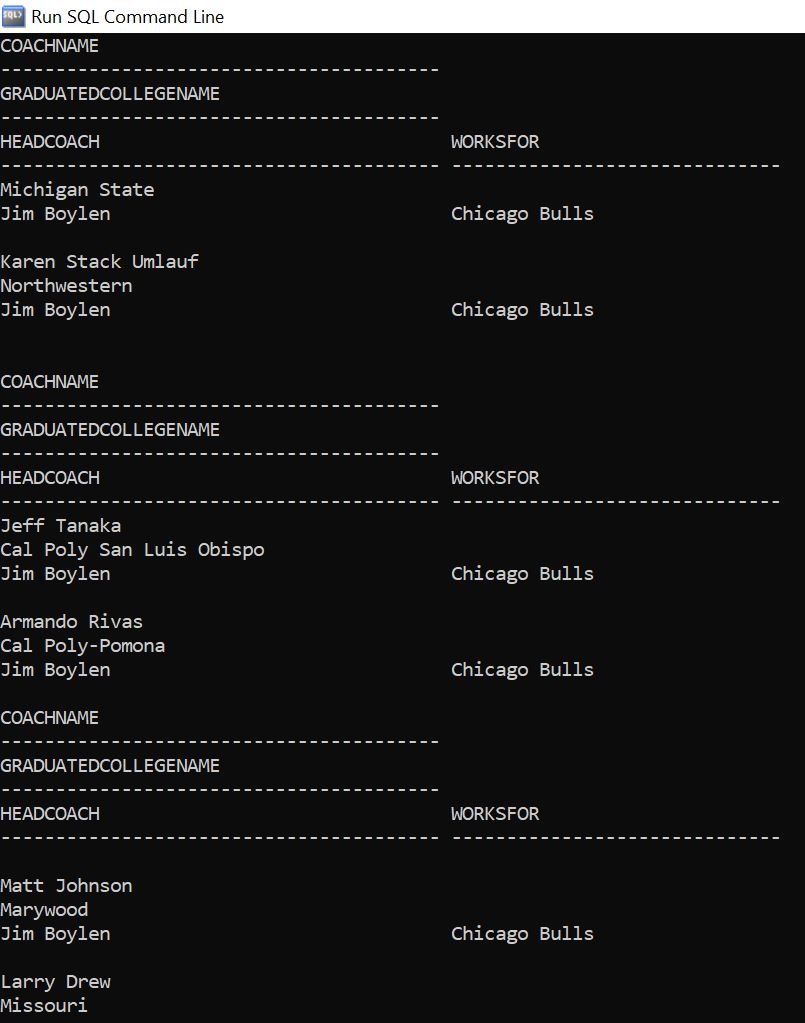 Run SQL Command Line
COACHNAME
----------------------------------------
GRADUATEDCOLLEGENAME
----------------------------------------
HEADCOACH                                WORKSFOR
---------------------------------------- ------------------------------
Michigan State
Jim Boylen                               Chicago Bulls

Karen Stack Umlauf
Northwestern
Jim Boylen                               Chicago Bulls


COACHNAME
----------------------------------------
GRADUATEDCOLLEGENAME
----------------------------------------
HEADCOACH                                WORKSFOR
---------------------------------------- ------------------------------
Jeff Tanaka
Cal Poly San Luis Obispo
Jim Boylen                               Chicago Bulls

Armando Rivas
Cal Poly-Pomona
Jim Boylen                               Chicago Bulls

COACHNAME
----------------------------------------
GRADUATEDCOLLEGENAME
----------------------------------------
HEADCOACH                                WORKSFOR
---------------------------------------- ------------------------------

Matt Johnson
Marywood
Jim Boylen                               Chicago Bulls

Larry Drew
Missouri